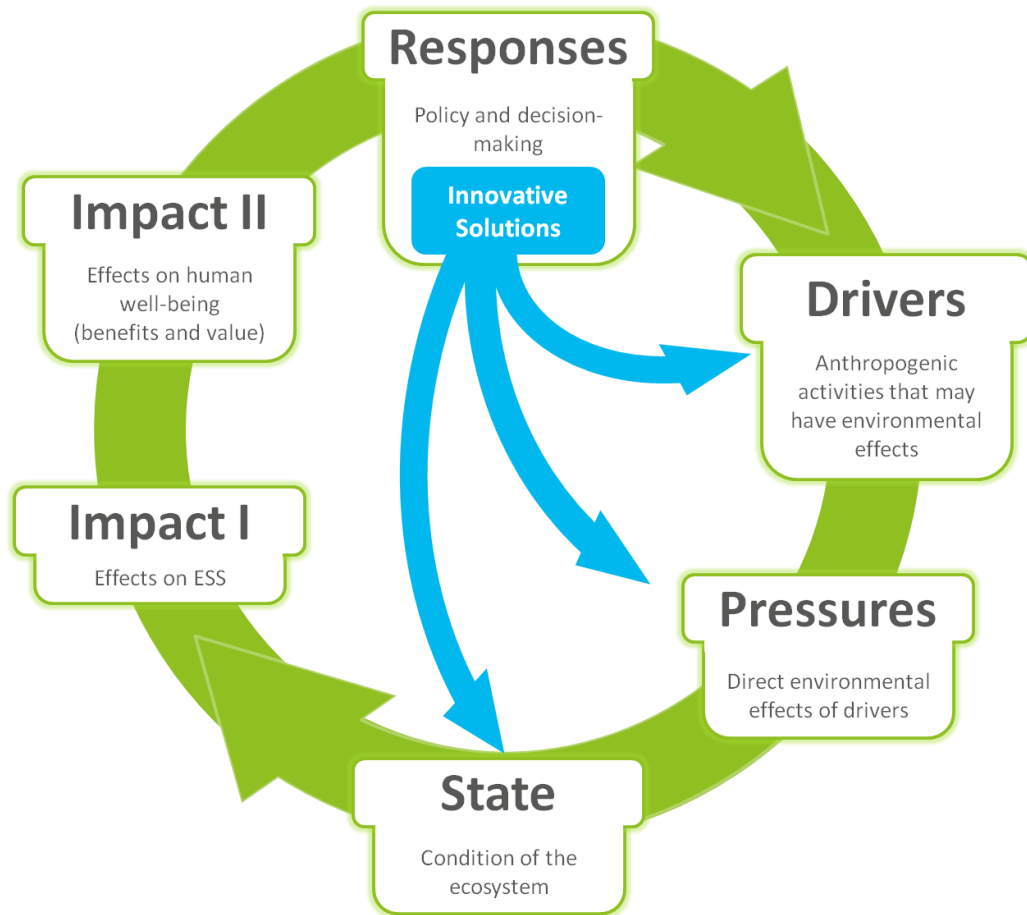 Responses
Policy and decision-
making
Innovative
Solutions
Impact II
Effects on human
well-being
(benefits and value)
Drivers
Anthropogenic
activities that may
have environmental
effects
Impact I
Effects on ESS
Pressures
Direct environmental
effects of drivers
State
Condition of the
ecosystem